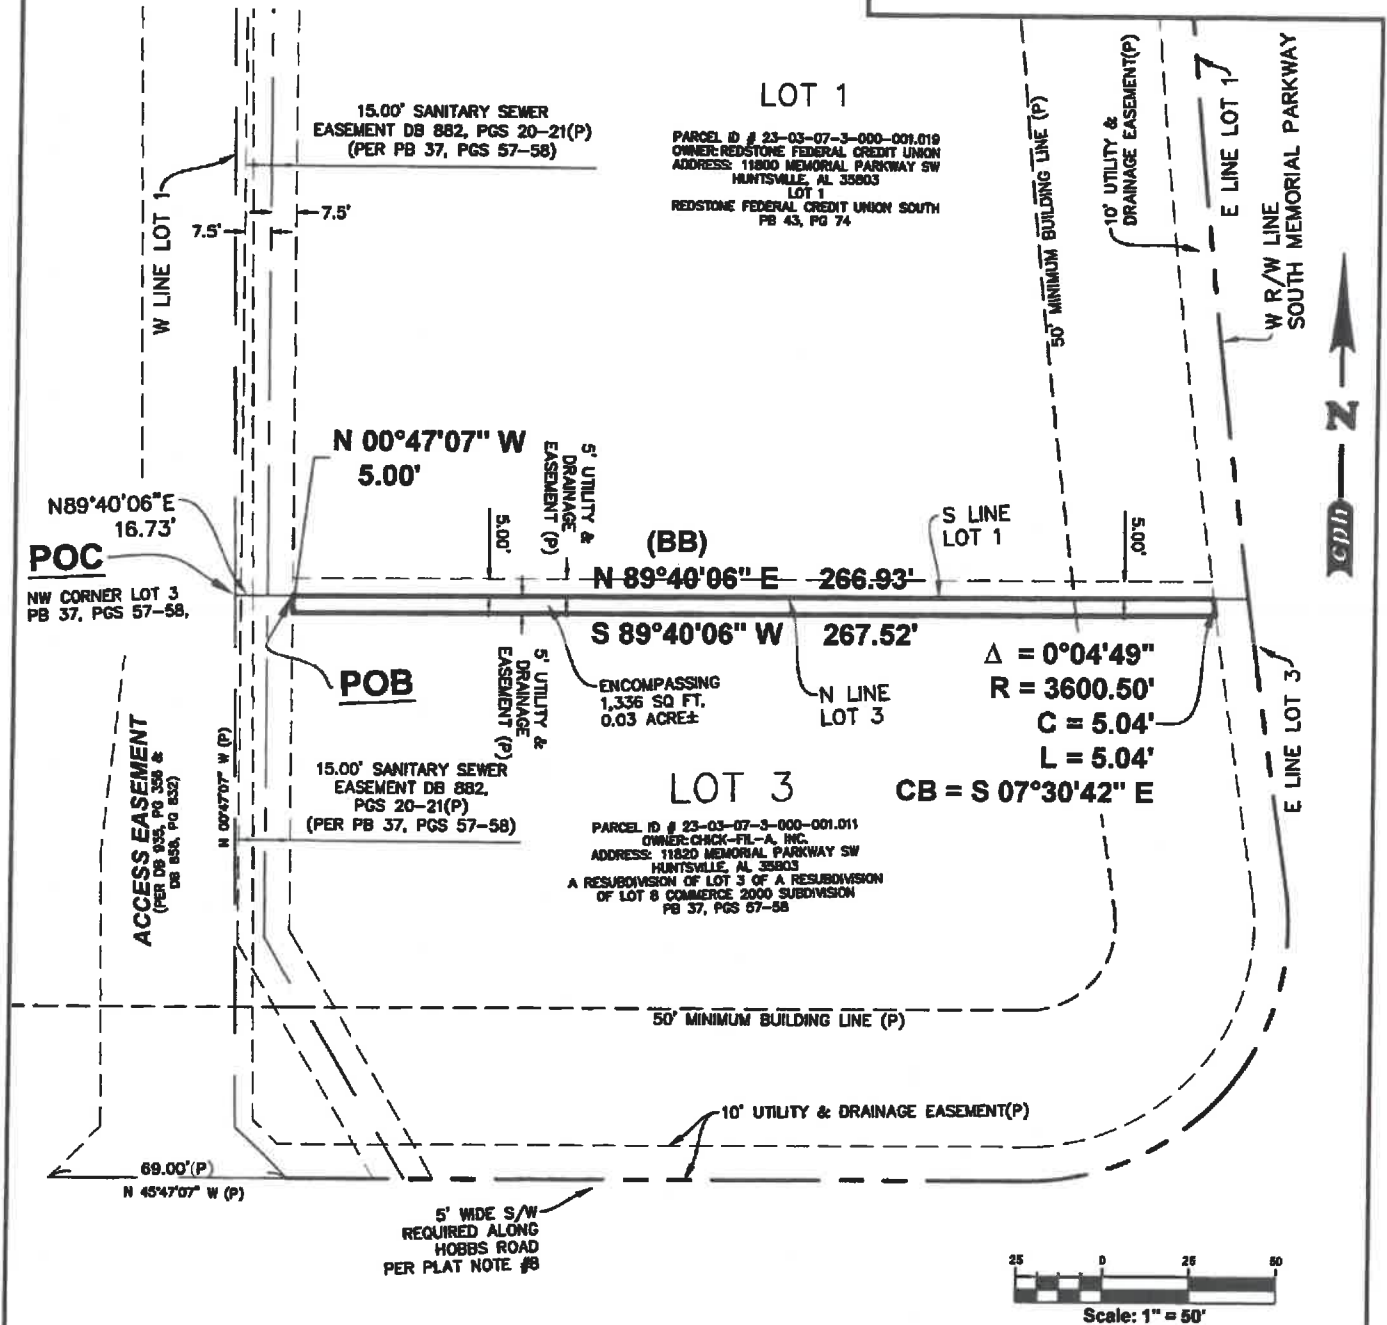 LOT 1
PARCEL ID # 23-03-07-3-000-001.019
OWNER:REDSTONE FEDERAL CREDIT UNION
ADDRESS: 11800 MEMORIAL PARKWAY SW
HUNTSVILLE, AL 35803
LOT 1
REDSTONE FEDERAL CREDIT UNION SOUTH
PB 43, PG 74
15.00' SANITARY SEWER
EASEMENT DB 882, PGS 20-21(P)
(PER PB 37, PGS 57-58)
W LINE LOT 1
7.5'
7.5'
50' MINIMUM BUILDING LINE (P)
10' UTILITY &
DRAINAGE EASEMENT(P)
E LINE LOT 1
W R/W LINE
SOUTH MEMORIAL PARKWAY
N
cph
N 00°47'07" W
5.00'
N89°40'06"E
16.73'
POC
NW CORNER LOT 3
PB 37, PGS 57-58,
5.00'
5' UTILITY &
DRAINAGE
EASEMENT (P)
(BB)
N 89°40'06" E 266.93'
S LINE
LOT 1
5.00'
S 89°40'06" W 267.52'
POB
5' UTILITY &
DRAINAGE
EASEMENT (P)
ENCOMPASSING
1,336 SQ FT,
0.03 ACRE±
N LINE
LOT 3
Δ = 0°04'49"
R = 3600.50'
C = 5.04'
L = 5.04'
CB = S 07°30'42" E
E LINE LOT 3
ACCESS EASEMENT
(PER DB 935, PG 356 &
DB 858, PG 832)
N 00°47'07" W (P)
15.00' SANITARY SEWER
EASEMENT DB 882,
PGS 20-21(P)
(PER PB 37, PGS 57-58)
LOT 3
PARCEL ID # 23-03-07-3-000-001.011
OWNER:CHICK-FIL-A, INC.
ADDRESS: 11820 MEMORIAL PARKWAY SW
HUNTSVILLE, AL 35803
A RESUBDIVISION OF LOT 3 OF A RESUBDIVISION
OF LOT 8 COMMERCE 2000 SUBDIVISION
PB 37, PGS 57-58
50' MINIMUM BUILDING LINE (P)
10' UTILITY & DRAINAGE EASEMENT(P)
69.00'(P)
N 45°47'07" W (P)
5' WIDE S/W
REQUIRED ALONG
HOBBS ROAD
PER PLAT NOTE #8
25 0 25 50
Scale: 1" = 50'